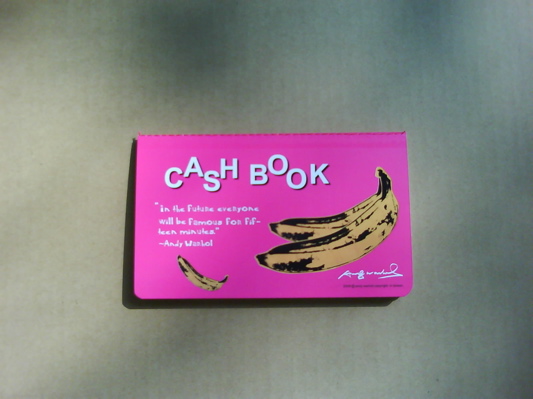 CASH BOOK
"in the future everyone
will be famous for fif-
teen minutes"
—Andy Warhol